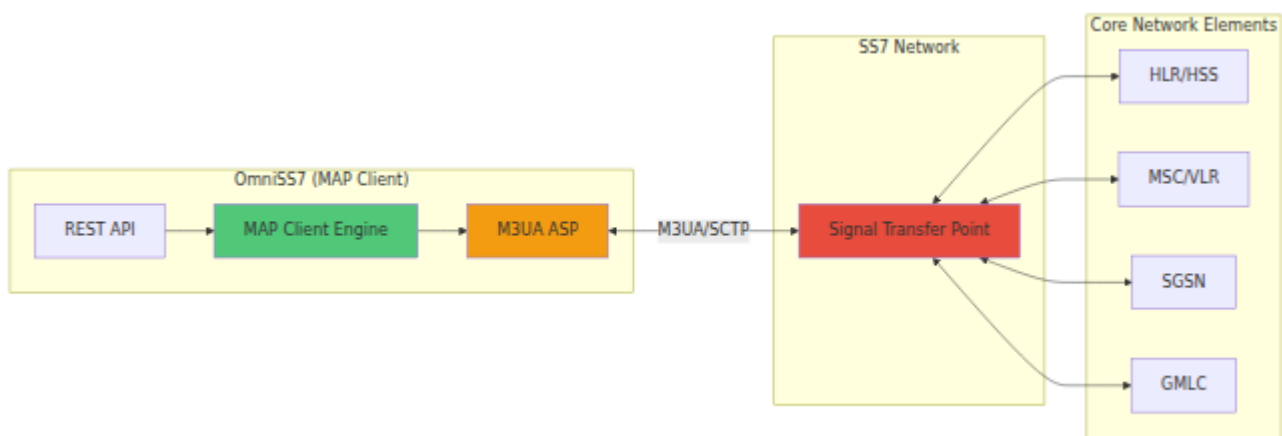 OmniSS7 (MAP Client)
REST API
MAP Client Engine
M3UA ASP
M3UA/SCTP
SS7 Network
Signal Transfer Point
Core Network Elements
HLR/HSS
MSC/VLR
SGSN
GMLC